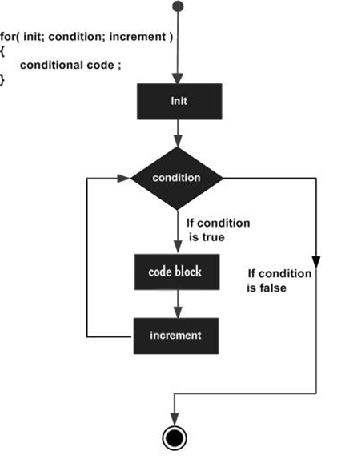 for( init; condition; increment )
{
conditional code ;
}
Init
condition
If condition
is true
code block
If condition
is false
increment